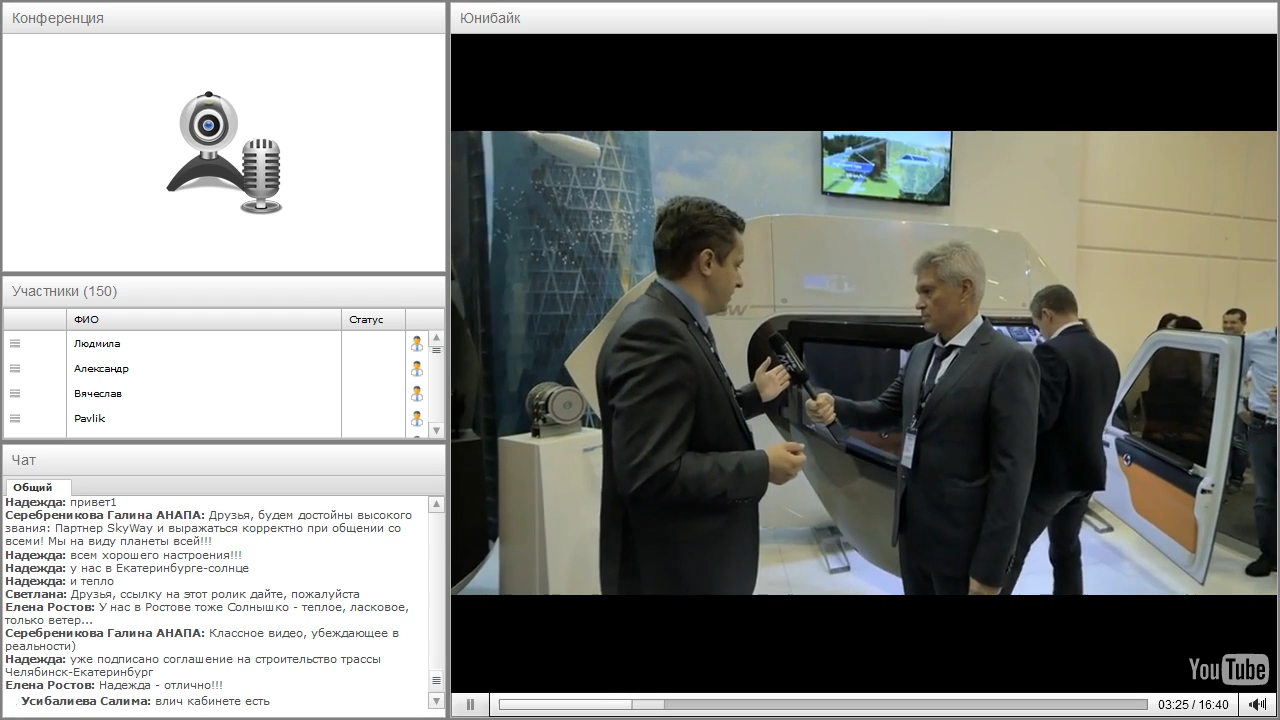 Конференция
Юнибайк
Участники (150)
ФИО
Статус
Людмила
Александр
Вячеслав
Pavlik
Чат
Общий
Надежда: привет1
Серебреникова Галина АНАПА: Друзья, будем достойны высокого
звания: Партнер SkyWay и выражаться корректно при общении со
всеми! Мы на виду планеты всей!!!
Надежда: всем хорошего настроения!!!
Надежда: у нас в Екатеринбурге-солнце
Надежда: и тепло
Светлана: Друзья, ссылку на этот ролик дайте, пожалуйста
Елена Ростов: У нас в Ростове тоже Солнышко - теплое, ласковое,
только ветер...
Серебреникова Галина АНАПА: Классное видео, убеждающее в
реальности)
Надежда: уже подписано соглашение на строительство трассы
Челябинск-Екатеринбург
Елена Ростов: Надежда - отлично!!!
Усибалиева Салима: влич кабинете есть
YouTube
03:25 / 16:40